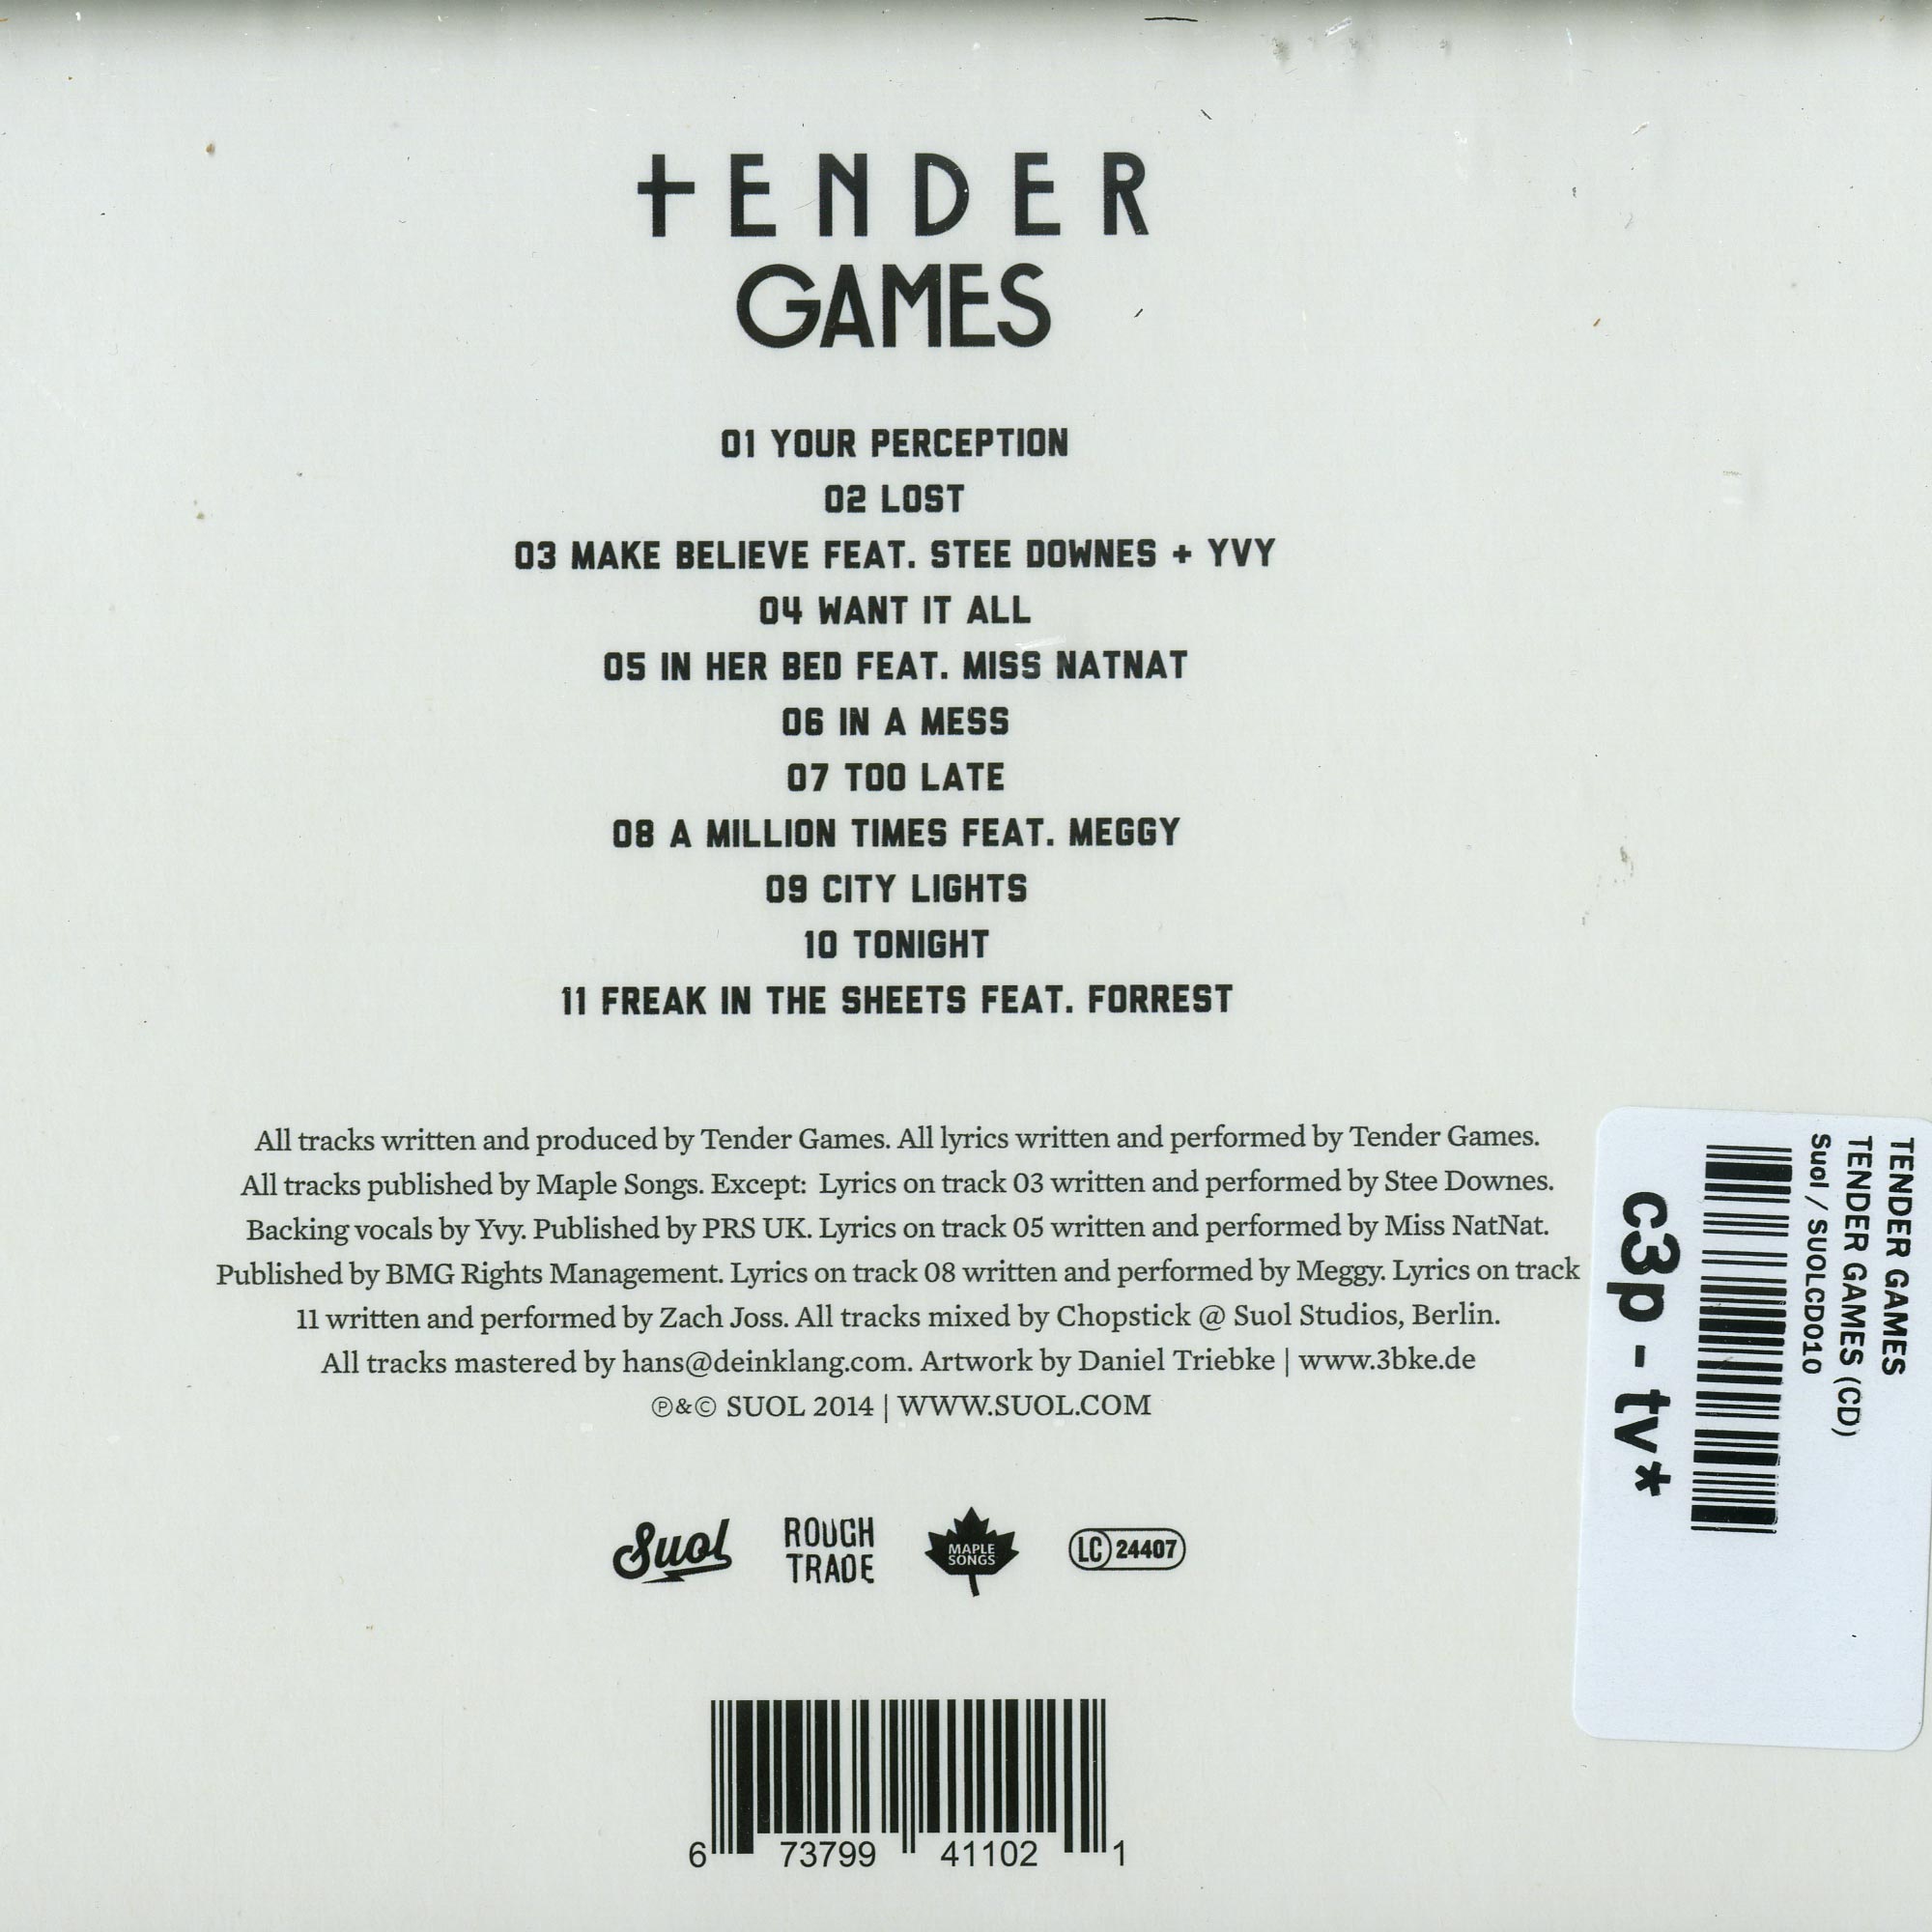 tENDER
GAMES
01 YOUR PERCEPTION
02 LOST
03 MAKE BELIEVE FEAT. STEE DOWNES + YVY
04 WANT IT ALL
05 IN HER BED FEAT. MISS NATNAT
06 IN A MESS
07 TOO LATE
08 A MILLION TIMES FEAT. MEGGY
09 CITY LIGHTS
10 TONIGHT
11 FREAK IN THE SHEETS FEAT. FORREST
All tracks written and produced by Tender Games. All lyrics written and performed by Tender Games.
All tracks published by Maple Songs. Except: Lyrics on track 03 written and performed by Stee Downes.
Backing vocals by Yvy. Published by PRS UK. Lyrics on track 05 written and performed by Miss NatNat.
Published by BMG Rights Management. Lyrics on track 08 written and performed by Meggy. Lyrics on track
11 written and performed by Zach Joss. All tracks mixed by Chopstick @ Suol Studios, Berlin.
All tracks mastered by hans@deinklang.com. Artwork by Daniel Triebke | www.3bke.de
℗&© SUOL 2014 | WWW.SUOL.COM
Suol
ROUGH
TRADE
MAPLE
SONGS
LC 24407
6 73799 41102 1
TENDER GAMES
TENDER GAMES (CD)
Suol / SUOLCD010
c3p - tv*